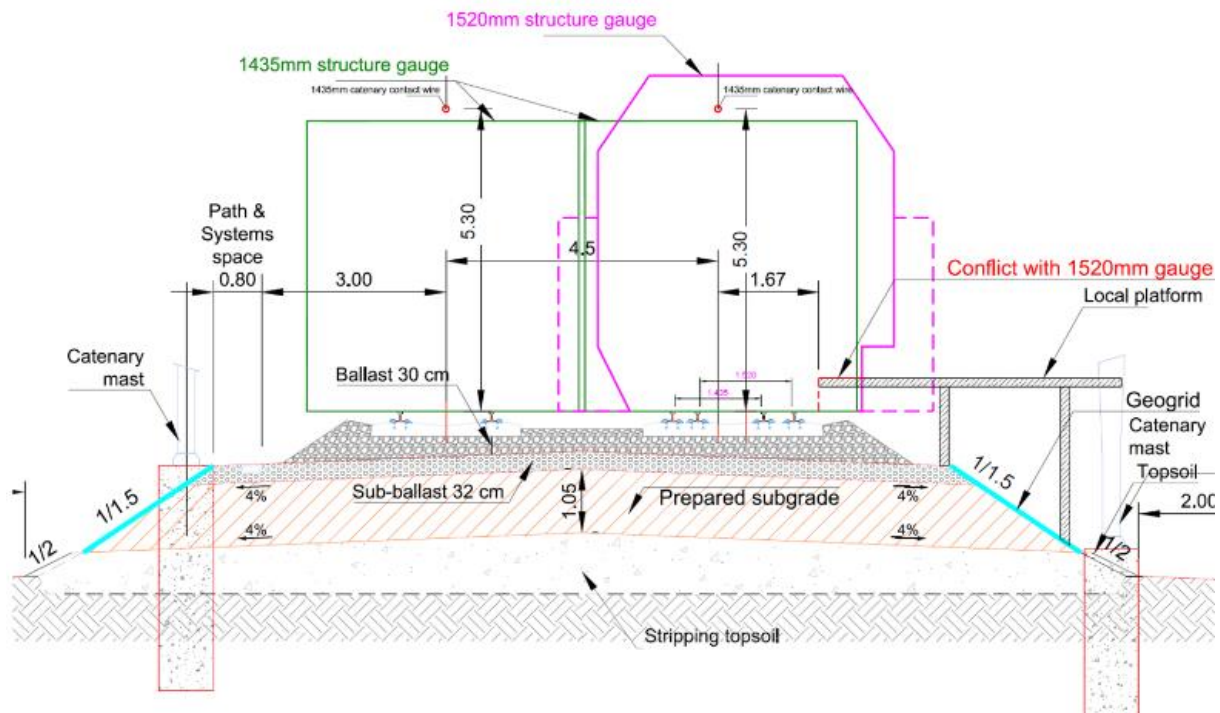 1520mm structure gauge
1435mm structure gauge
1435mm catenary contact wire
1435mm catenary contact wire
Path &
Systems
space
5.30
4.5
5.30
0.80
3.00
1.67
Conflict with 1520mm gauge
Local platform
Catenary
mast
Ballast 30 cm
1.520
Geogrid
Catenary
mast
Topsoil
1/1.5
Sub-ballast 32 cm
4%
1.05
Prepared subgrade
4%
1/1.5
2.00
4%
4%
1/2
1/2
Stripping topsoil